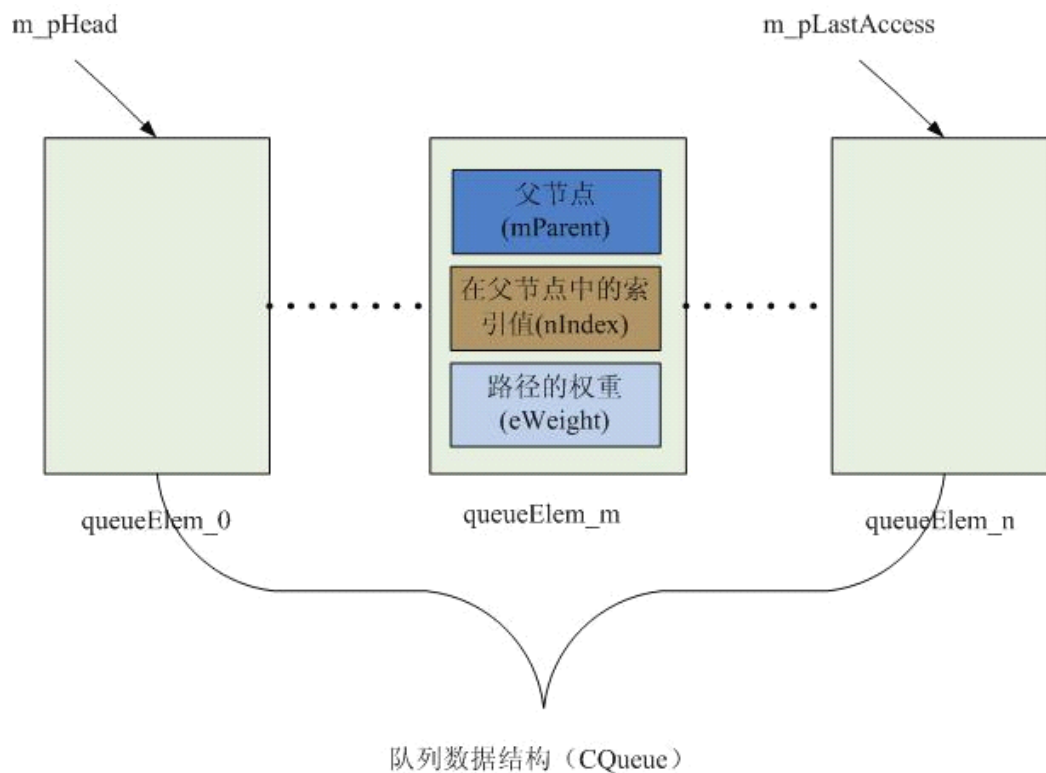 m_pHead
m_pLastAccess
父节点
(mParent)
在父节点中的索
引值(nIndex)
路径的权重
(eWeight)
queueElem_0
queueElem_m
queueElem_n
队列数据结构（CQueue）